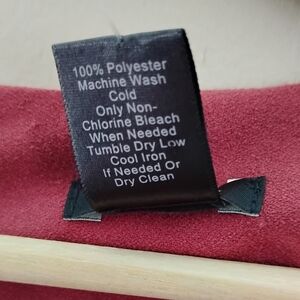 100% Polyester
Machine Wash
Cold
Only Non-
Chlorine Bleach
When Needed
Tumble Dry Low
Cool Iron
If Needed Or
Dry Clean